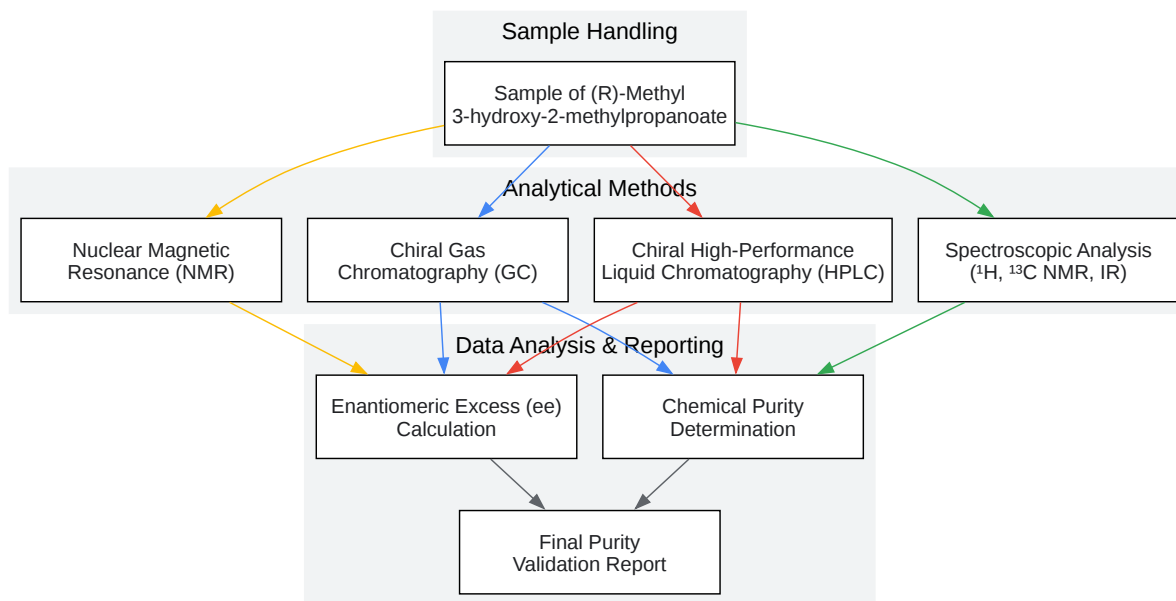 Sample Handling
Sample of (R)-Methyl
3-hydroxy-2-methylpropanoate
Analytical Methods
Nuclear Magnetic
Resonance (NMR)
Chiral Gas
Chromatography (GC)
Chiral High-Performance
Liquid Chromatography (HPLC)
Spectroscopic Analysis
(¹H, ¹³C NMR, IR)
Data Analysis & Reporting
Enantiomeric Excess (ee)
Calculation
Chemical Purity
Determination
Final Purity
Validation Report